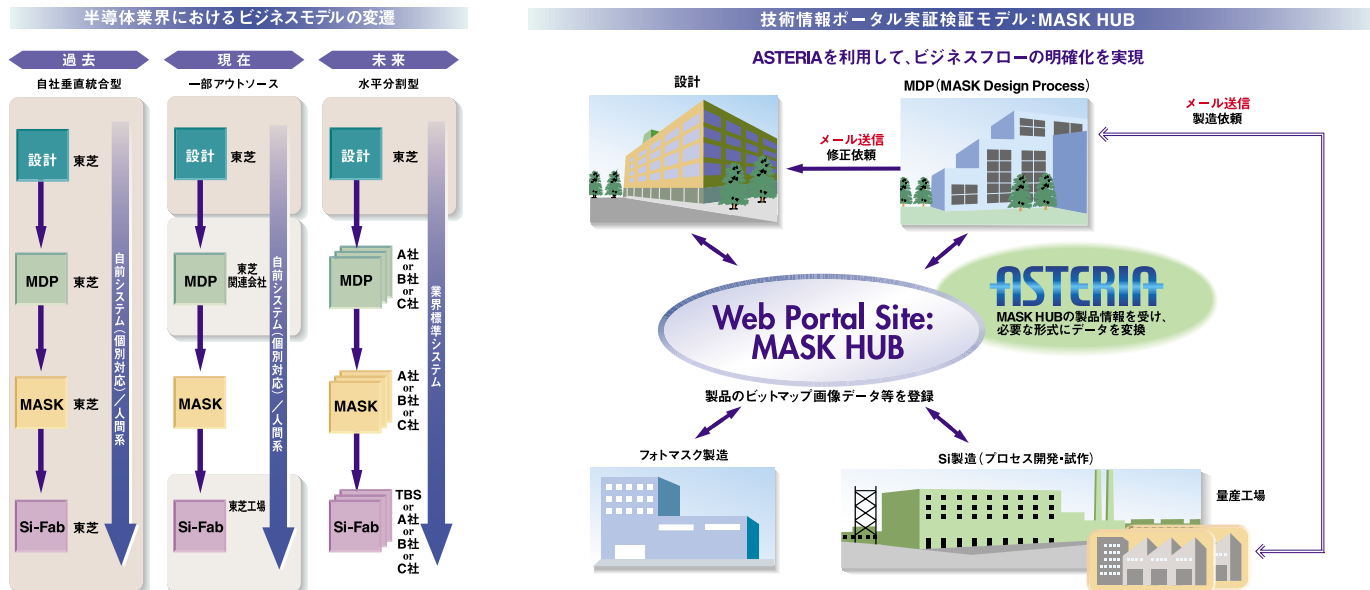 半導体業界におけるビジネスモデルの変遷
過去
自社垂直統合型
設計
東芝
MDP
東芝
MASK
東芝
Si-Fab
東芝
自前システム(個別対応)/人間系
現在
一部アウトソース
設計
東芝
MDP
東芝
関連会社
MASK
Si-Fab
東芝工場
自前システム(個別対応)/人間系
未来
水平分割型
設計
東芝
MDP
A社
or
B社
or
C社
MASK
A社
or
B社
or
C社
Si-Fab
TBS
or
A社
or
B社
or
C社
業界標準システム
技術情報ポータル実証検証モデル:MASK HUB
ASTERIAを利用して、ビジネスフローの明確化を実現
設計
MDP(MASK Design Process)
メール送信
修正依頼
メール送信
製造依頼
Web Portal Site:
MASK HUB
ASTERIA
MASK HUBの製品情報を受け、
必要な形式にデータを変換
製品のビットマップ画像データ等を登録
フォトマスク製造
Si製造(プロセス開発・試作)
量産工場